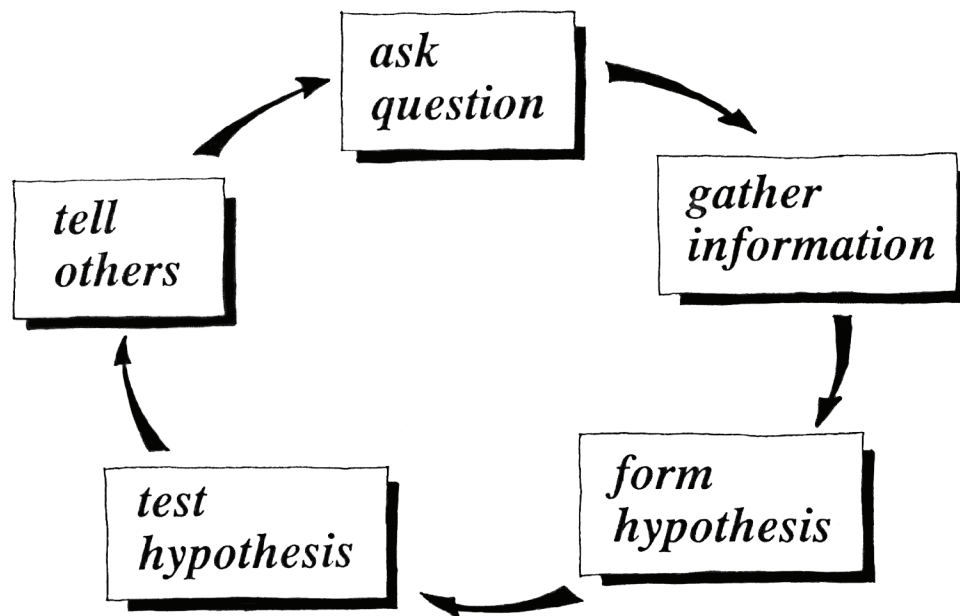 ask
question
gather
information
form
hypothesis
test
hypothesis
tell
others